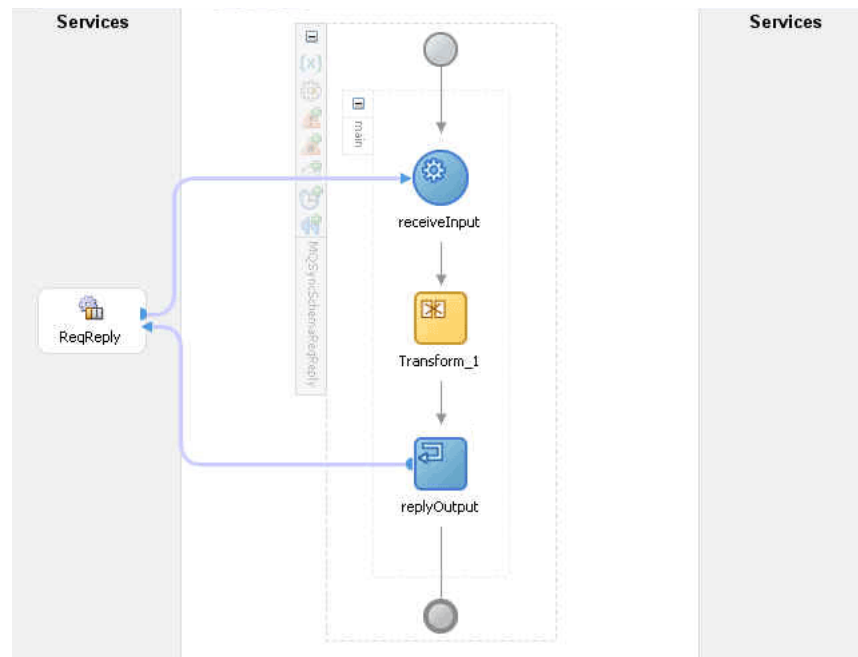 Services
Services
main
receiveInput
MQSyncSchemaReqReply
ReqReply
Transform_1
replyOutput